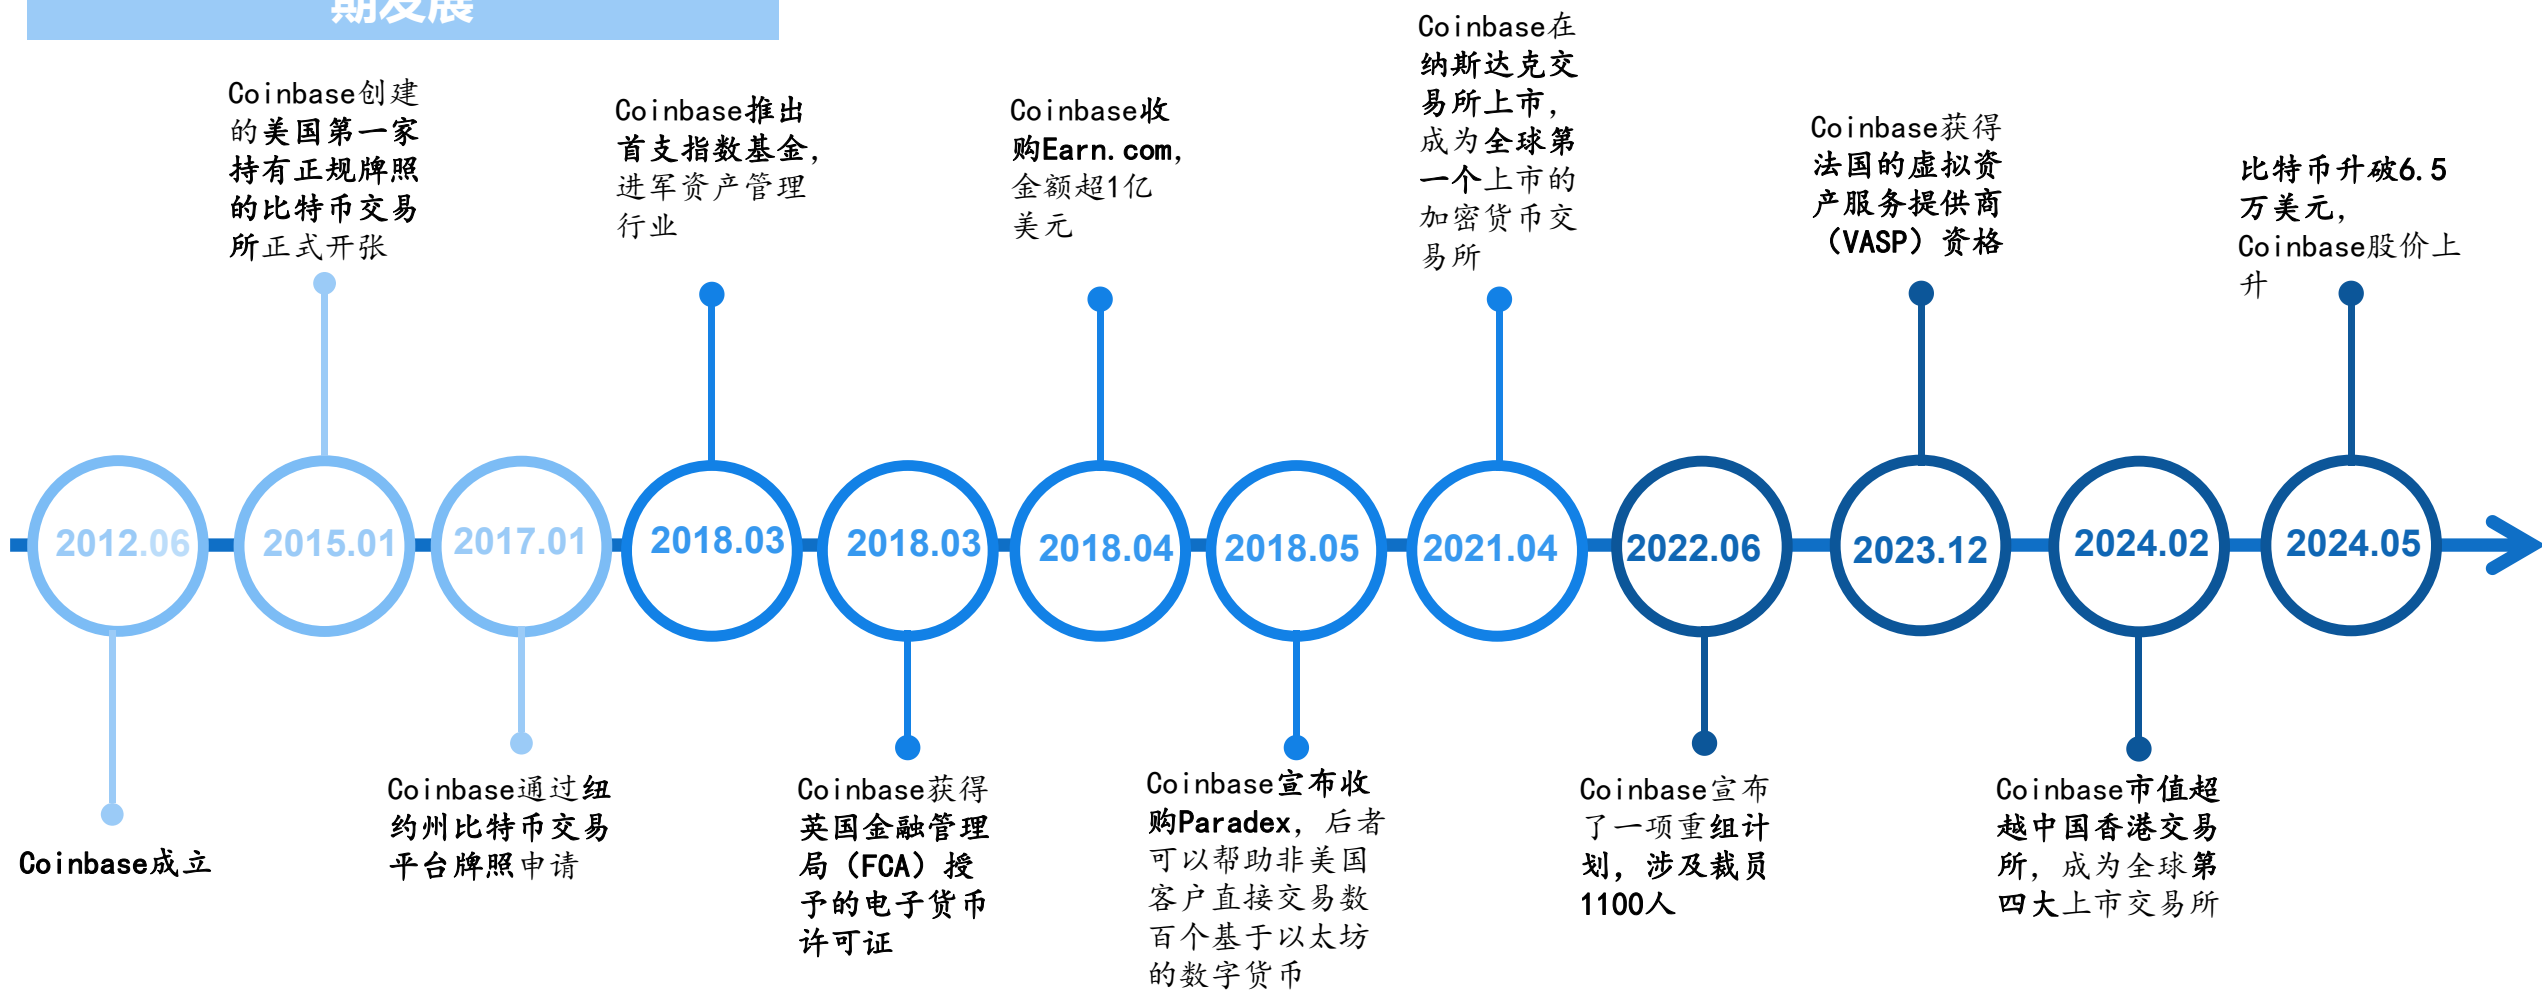 期发展
Coinbase创建
的美国第一家
持有正规牌照
的比特币交易
所正式开张
Coinbase推出
首支指数基金，
进军资产管理
行业
Coinbase收
购Earn.com，
金额超1亿
美元
Coinbase在
纳斯达克交
易所上市，
成为全球第
一个上市的
加密货币交
易所
Coinbase获得
法国的虚拟资
产服务提供商
（VASP）资格
比特币升破6.5
万美元，
Coinbase股价上
升
2012.06
2015.01
2017.01
2018.03
2018.03
2018.04
2018.05
2021.04
2022.06
2023.12
2024.02
2024.05
Coinbase成立
Coinbase通过纽
约州比特币交易
平台牌照申请
Coinbase获得
英国金融管理
局（FCA）授
予的电子货币
许可证
Coinbase宣布收
购Paradex，后者
可以帮助非美国
客户直接交易数
百个基于以太坊
的数字货币
Coinbase宣布
了一项重组计
划，涉及裁员
1100人
Coinbase市值超
越中国香港交易
所，成为全球第
四大上市交易所